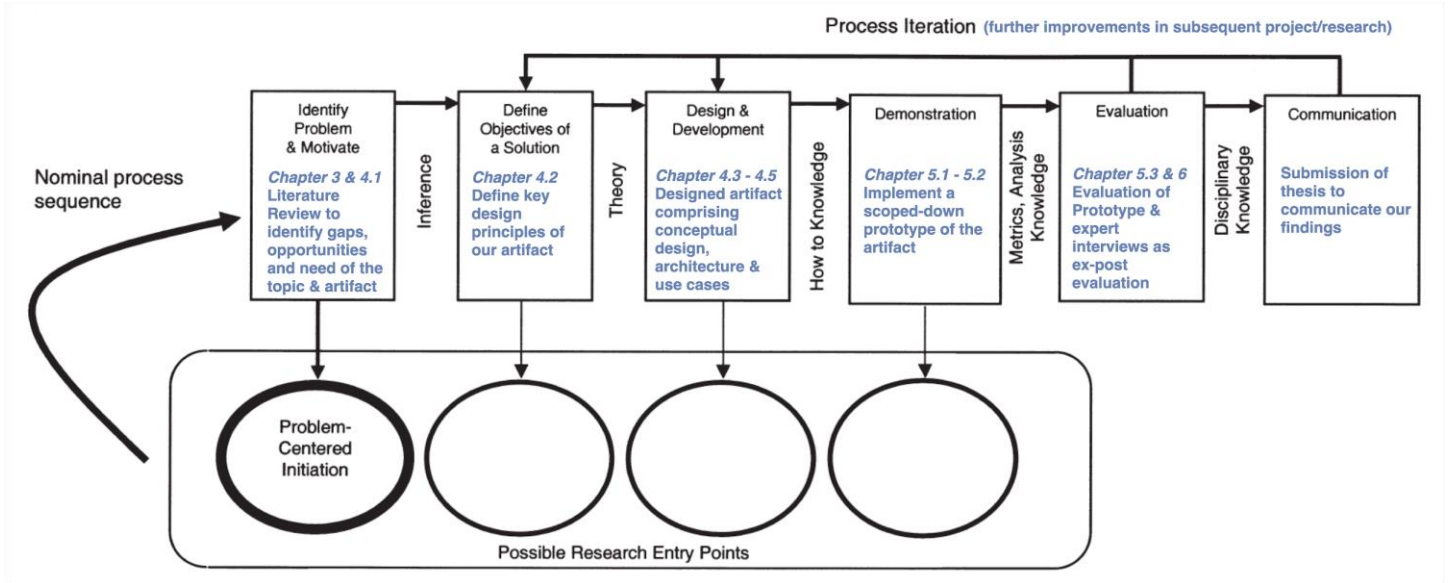 Process Iteration (further improvements in subsequent project/research)
Nominal process
sequence
Identify
Problem
& Motivate
Chapter 3 & 4.1
Literature
Review to
identify gaps,
opportunities
and need of the
topic & artifact
Inference
Define
Objectives of
a Solution
Chapter 4.2
Define key
design
principles of
our artifact
Theory
Design &
Development
Chapter 4.3 - 4.5
Designed artifact
comprising
conceptual
design,
architecture &
use cases
How to Knowledge
Demonstration
Chapter 5.1 - 5.2
Implement a
scoped-down
prototype of the
artifact
Metrics, Analysis
Knowledge
Evaluation
Chapter 5.3 & 6
Evaluation of
Prototype &
expert
interviews as
ex-post
evaluation
Disciplinary
Knowledge
Communication
Submission of
thesis to
communicate our
findings
Problem-
Centered
Initiation
Possible Research Entry Points